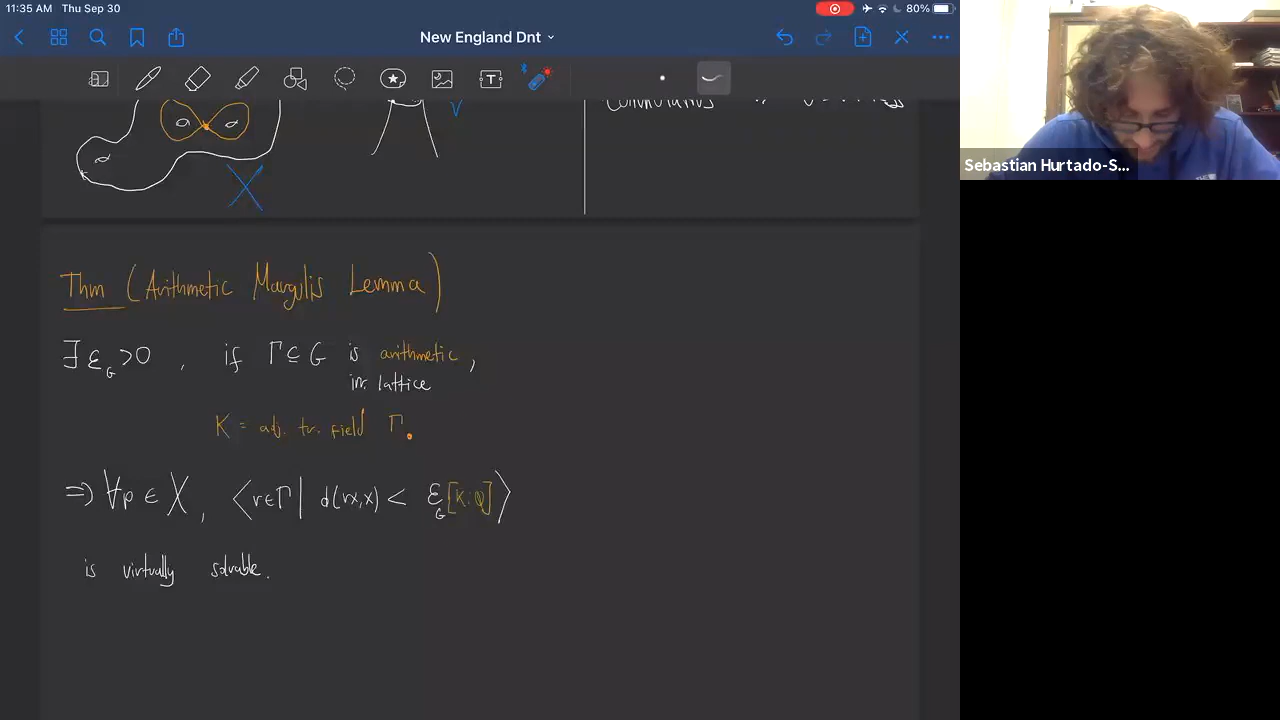 11:35 AM Thu Sep 30
80%
New England Dnt
T
V
X
Sebastian Hurtado-S...
Thm (Arithmetic Margulis Lemma)
∃ ε_G >0 , if Γ ⊆ G is arithmetic,
irr. lattice
K = adj. tr. field Γ.
⇒ ∀p ∈ X, ⟨ γ∈Γ | d(γx,x) < ε_G [K:Q] ⟩
is virtually solvable.